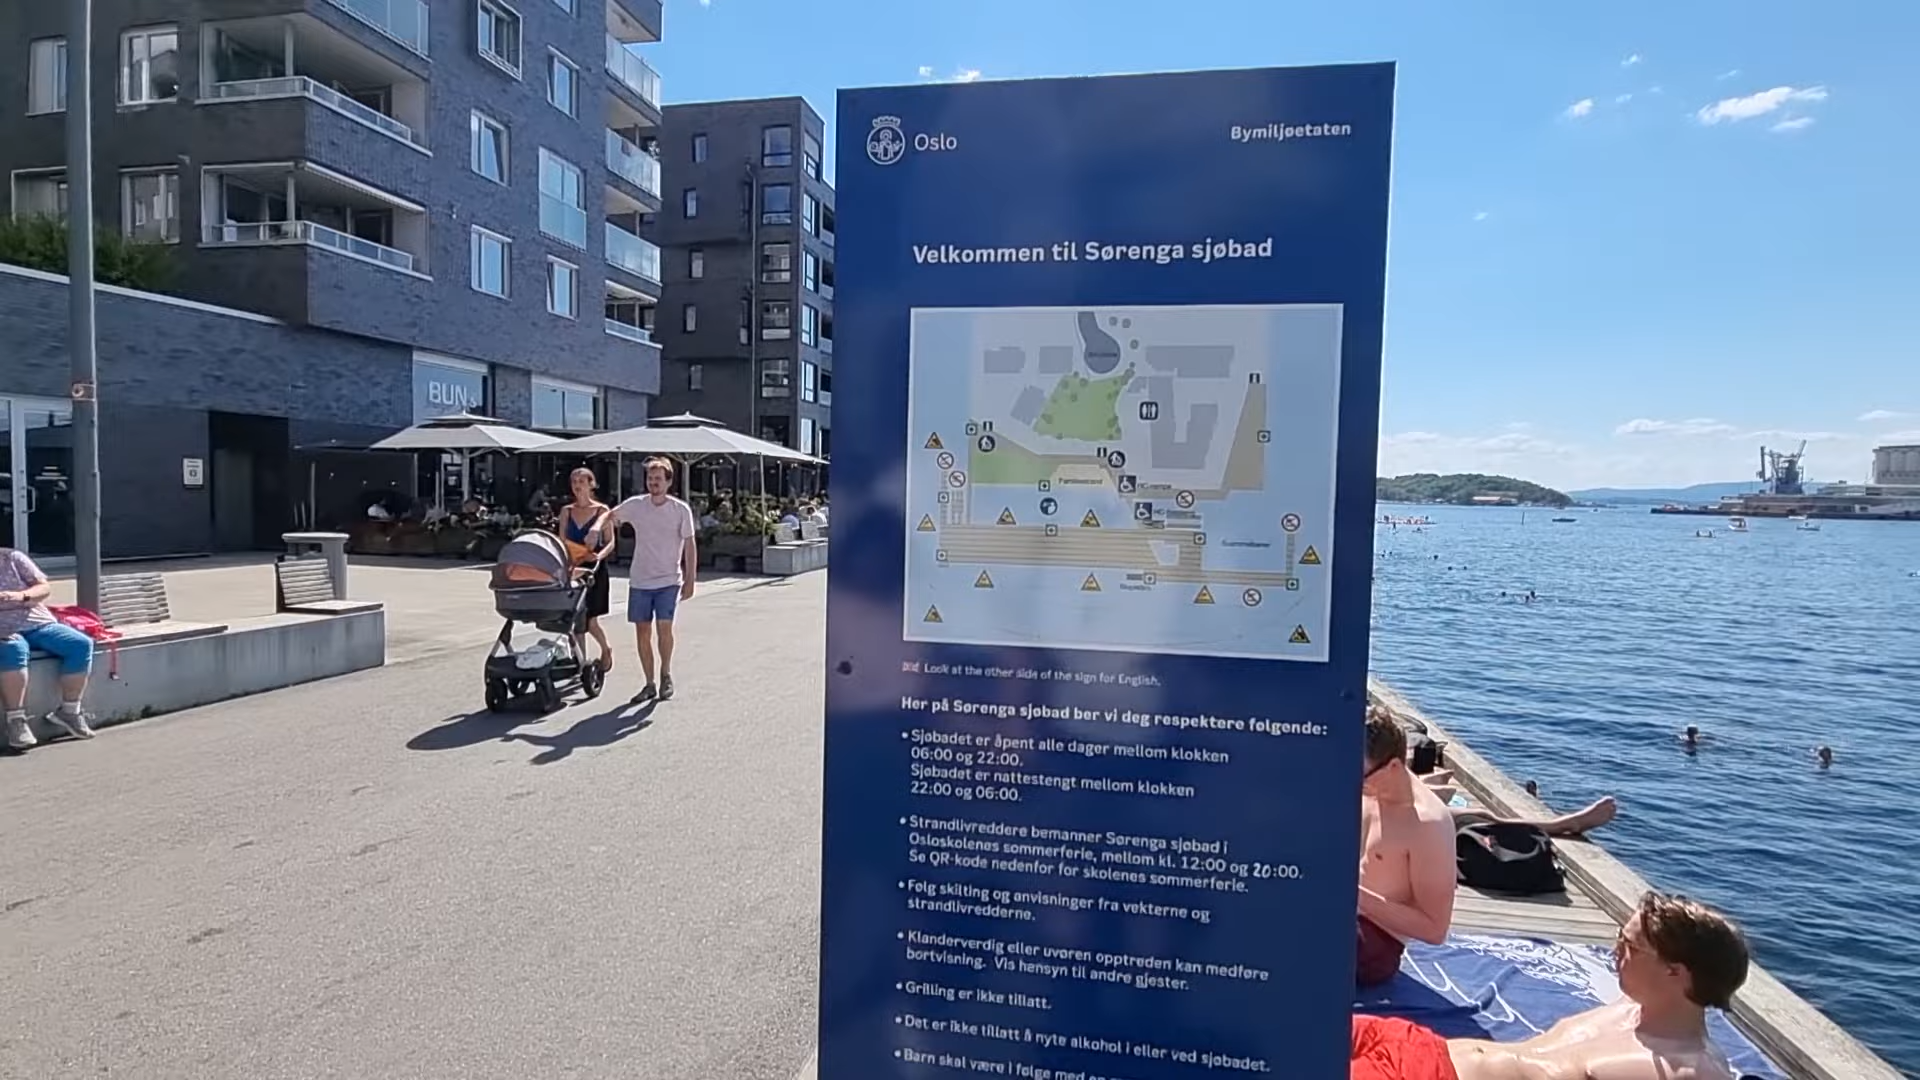 Oslo
Bymiljøetaten
Velkommen til Sørenga sjøbad
BUN's
Look at the other side of the sign for English.
Her på Sørenga sjøbad ber vi deg respektere følgende:
• Sjøbadet er åpent alle dager mellom klokken
06:00 og 22:00.
Sjøbadet er nattestengt mellom klokken
22:00 og 06:00.
• Strandlivreddere bemanner Sørenga sjøbad i
Osloskolenes sommerferie, mellom kl. 12:00 og 20:00.
Se QR-kode nedenfor for skolenes sommerferie.
• Følg skilting og anvisninger fra vekterne og
strandlivredderne.
• Klanderverdig eller uvøren opptreden kan medføre
bortvisning. Vis hensyn til andre gjester.
• Grilling er ikke tillatt.
• Det er ikke tillatt å nyte alkohol i eller ved sjøbadet.
• Barn skal være i følge med